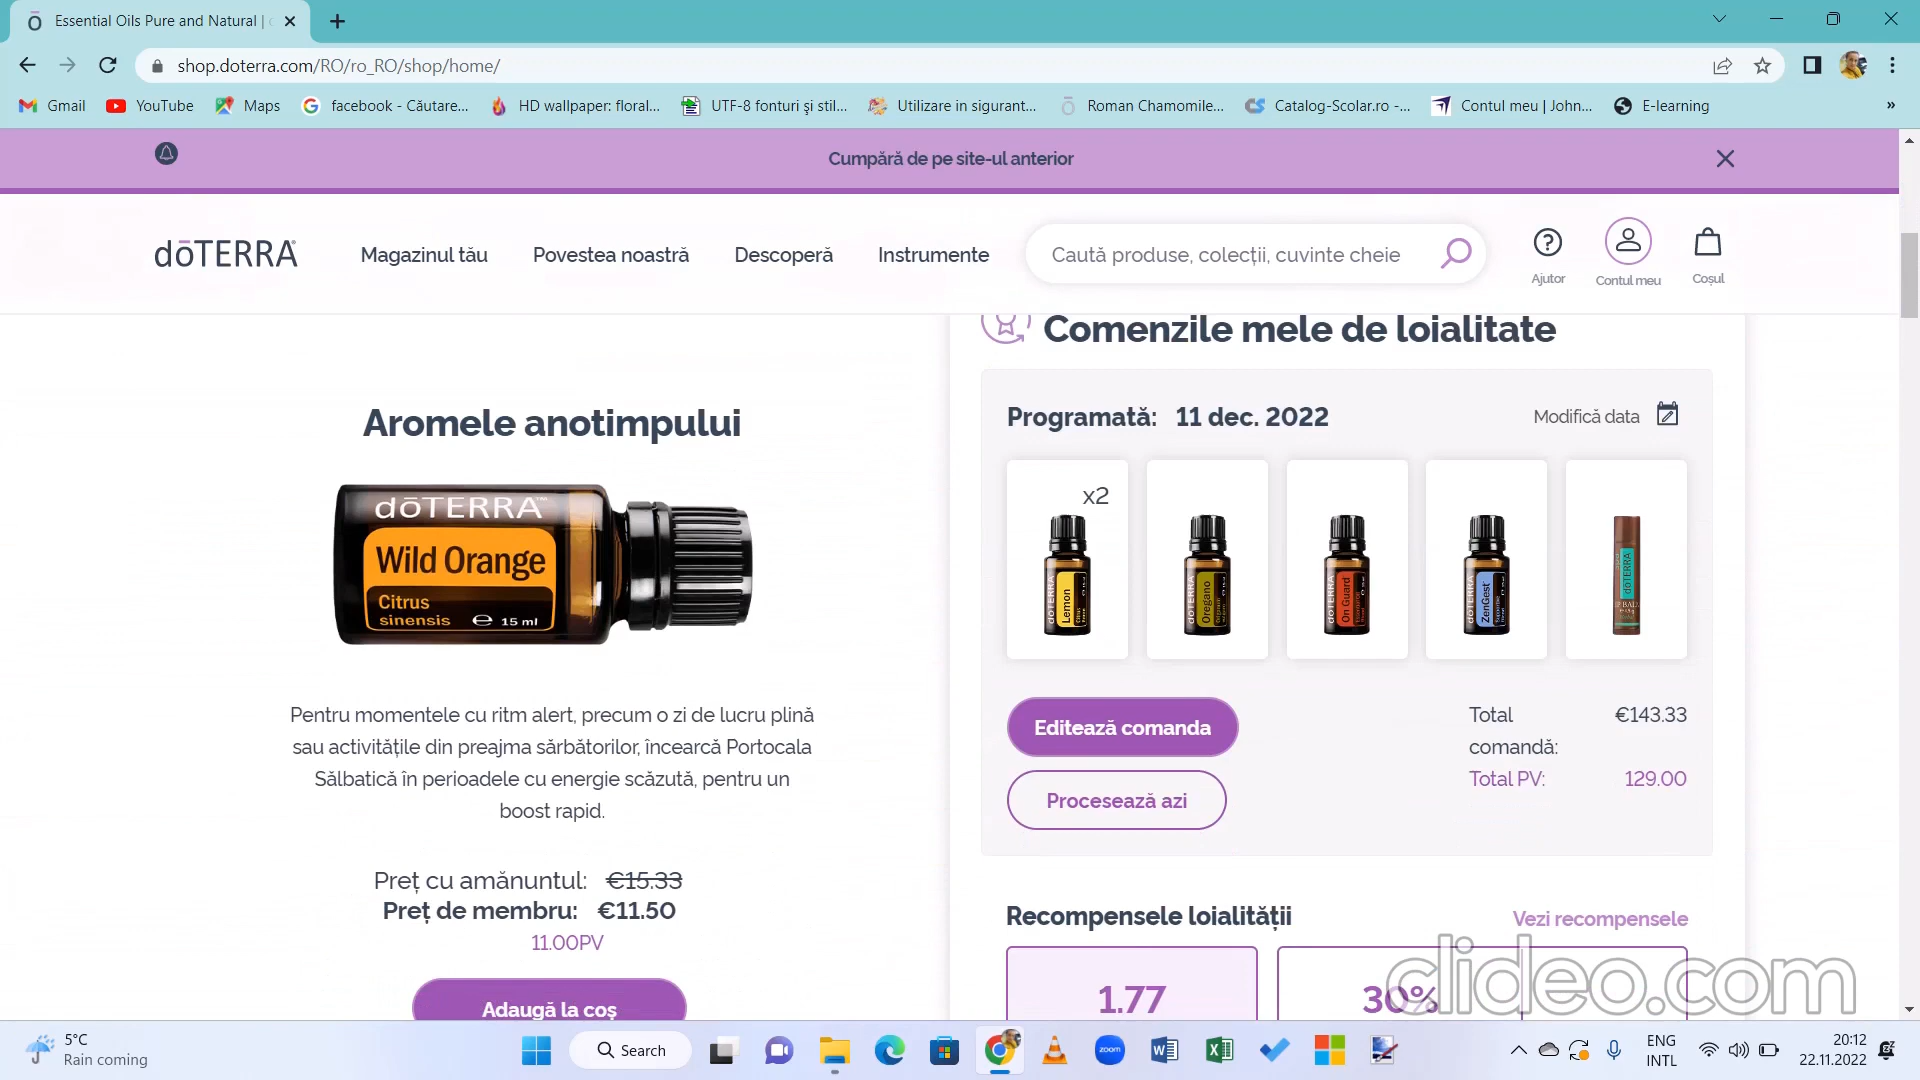 Essential Oils Pure and Natural |
shop.doterra.com/RO/ro_RO/shop/home/
Gmail
YouTube
Maps
facebook - Căutare...
HD wallpaper: floral...
UTF-8 fonturi și stil...
Utilizare in sigurant...
Roman Chamomile...
Catalog-Scolar.ro -...
Contul meu | John...
E-learning
»
Cumpără de pe site-ul anterior
dōTERRA
Magazinul tău
Povestea noastră
Descoperă
Instrumente
Caută produse, colecții, cuvinte cheie
Ajutor
Contul meu
Coșul
Comenzile mele de loialitate
Aromele anotimpului
Programată: 11 dec. 2022
Modifică data
dōTERRA™
Wild Orange
Citrus
sinensis 15 ml
x2
dōTERRA
Lemon
dōTERRA
Oregano
dōTERRA
On Guard
dōTERRA
ZenGest
dōTERRA
Pentru momentele cu ritm alert, precum o zi de lucru plină
sau activitățile din preajma sărbătorilor, încearcă Portocala
Sălbatică în perioadele cu energie scăzută, pentru un
boost rapid.
Preț cu amănuntul: €15.33
Preț de membru: €11.50
11.00PV
Adaugă la coș
Editează comanda
Procesează azi
Total
comandă:
€143.33
Total PV: 129.00
Recompensele loialității
Vezi recompensele
1.77
30%
clideo.com
5°C
Rain coming
Search
zoom
ENG
INTL
20:12
22.11.2022